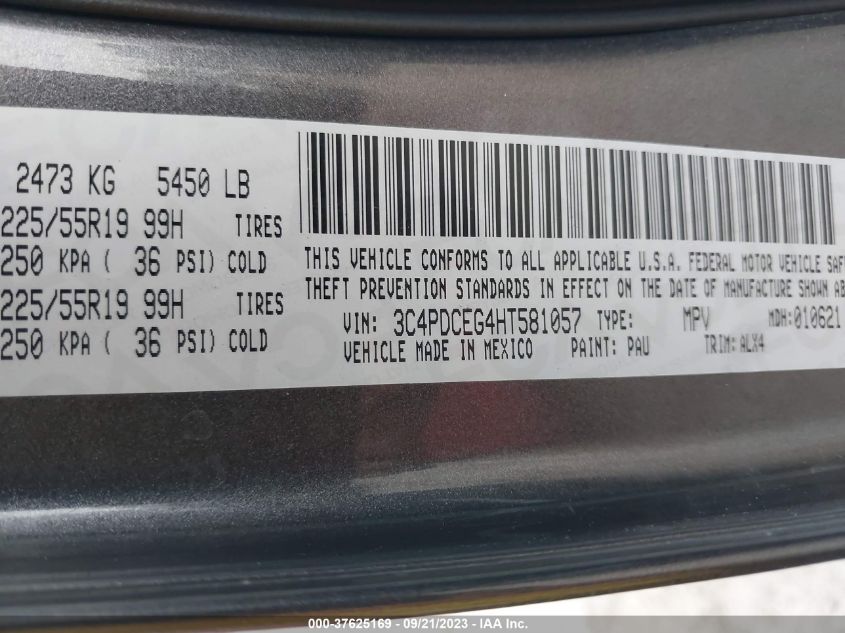 2473 KG 5450 LB
225/55R19 99H TIRES
250 KPA ( 36 PSI) COLD
225/55R19 99H TIRES
250 KPA ( 36 PSI) COLD
THIS VEHICLE CONFORMS TO ALL APPLICABLE U.S.A. FEDERAL MOTOR VEHICLE SAF
THEFT PREVENTION STANDARDS IN EFFECT ON THE DATE OF MANUFACTURE SHOWN AB
VIN: 3C4PDCEG4HT581057 TYPE: MPV MDH:010621
VEHICLE MADE IN MEXICO PAINT: PAU TRIM: ALX4
000-37625169 - 09/21/2023 - IAA Inc.